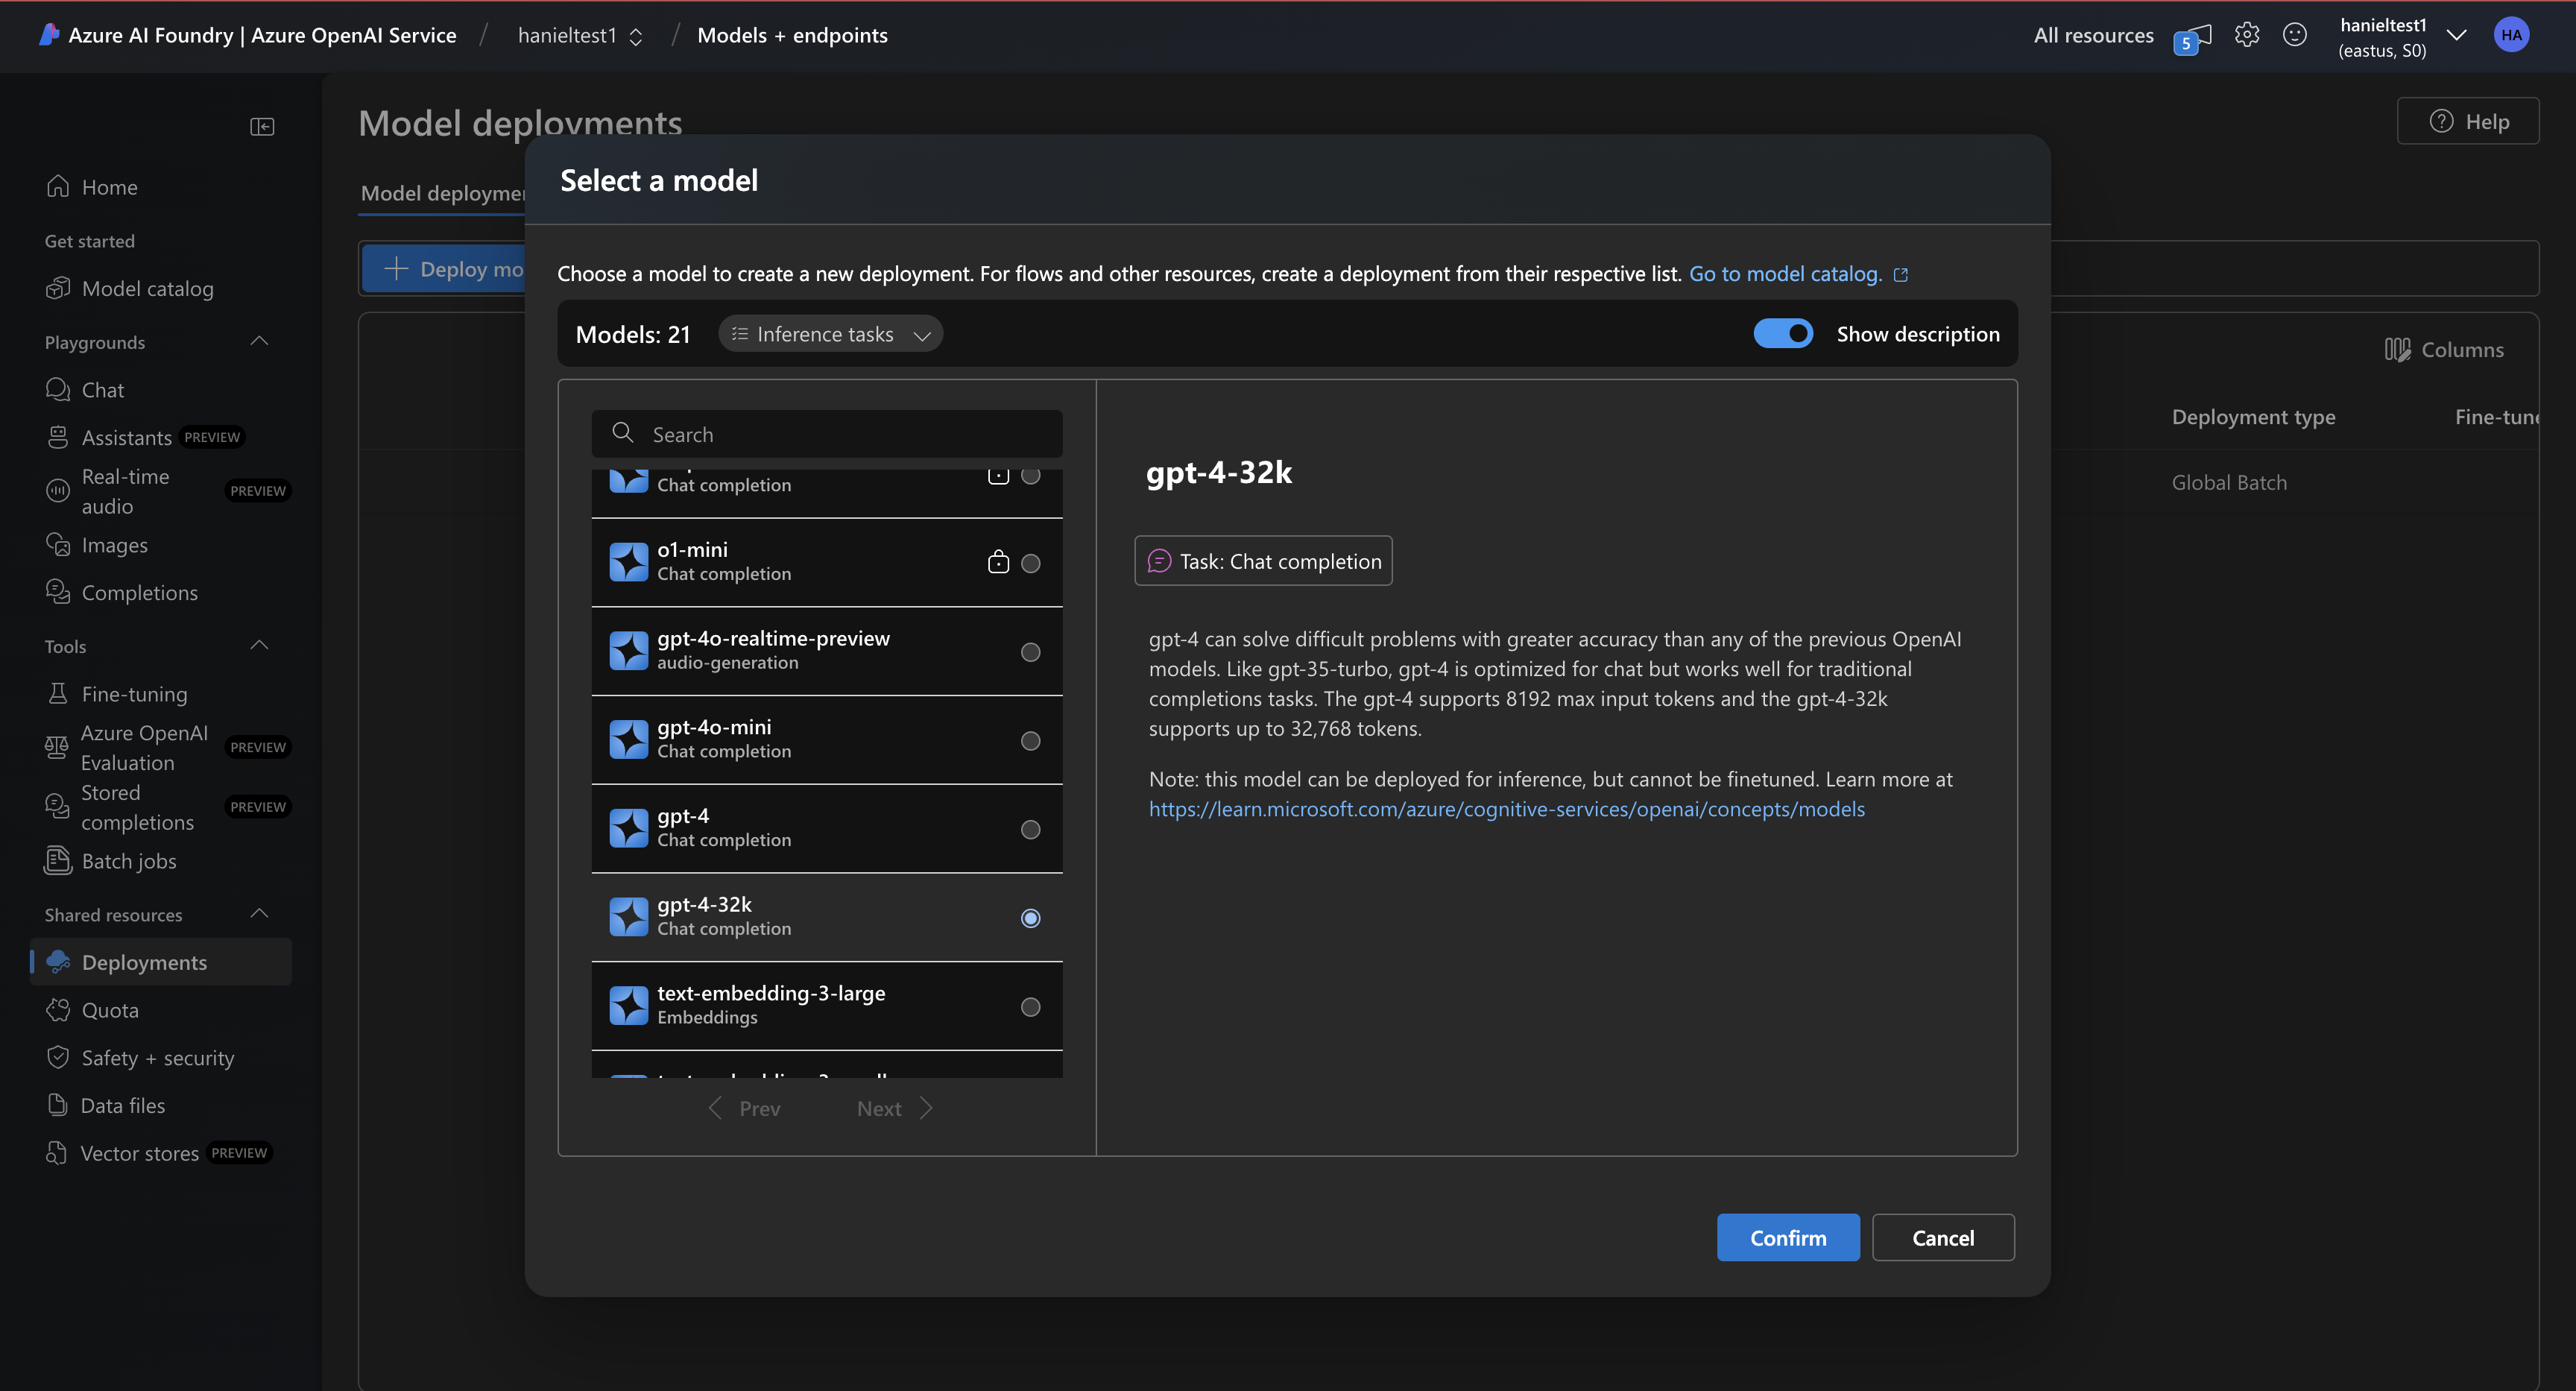 Azure AI Foundry | Azure OpenAI Service / hanieltest1 / Models + endpoints
All resources
5
hanieltest1
(eastus, S0)
HA
Home
Get started
Model catalog
Playgrounds
Chat
Assistants PREVIEW
Real-time
audio
PREVIEW
Images
Completions
Tools
Fine-tuning
Azure OpenAI
Evaluation
PREVIEW
Stored
completions
PREVIEW
Batch jobs
Shared resources
Deployments
Quota
Safety + security
Data files
Vector stores PREVIEW
Model deployments
Help
Model
Deploy
Columns
Deployment type
Global Batch
Select a model
Choose a model to create a new deployment. For flows and other resources, create a deployment from their respective list. Go to model catalog.
Models: 21
Inference tasks
Show description
Search
Chat completion
o1-mini
Chat completion
gpt-4o-realtime-preview
audio-generation
gpt-4o-mini
Chat completion
gpt-4
Chat completion
gpt-4-32k
Chat completion
text-embedding-3-large
Embeddings
Prev
Next
gpt-4-32k
Task: Chat completion
gpt-4 can solve difficult problems with greater accuracy than any of the previous OpenAI
models. Like gpt-35-turbo, gpt-4 is optimized for chat but works well for traditional
completions tasks. The gpt-4 supports 8192 max input tokens and the gpt-4-32k
supports up to 32,768 tokens.
Note: this model can be deployed for inference, but cannot be finetuned. Learn more at
https://learn.microsoft.com/azure/cognitive-services/openai/concepts/models
Confirm
Cancel